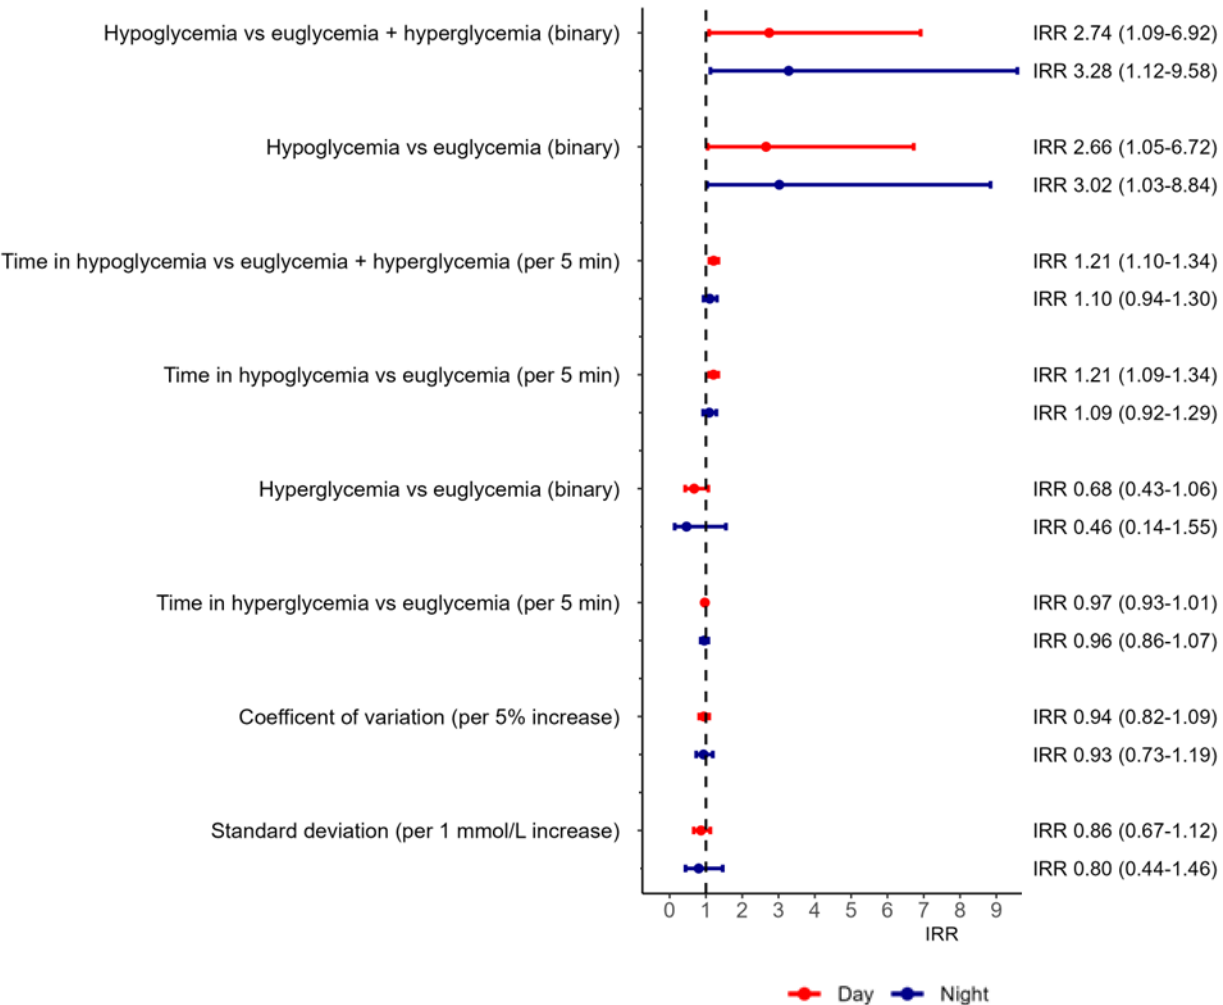 Hypoglycemia vs euglycemia + hyperglycemia (binary) IRR 2.74 (1.09-6.92)
IRR 3.28 (1.12-9.58)
Hypoglycemia vs euglycemia (binary) IRR 2.66 (1.05-6.72)
IRR 3.02 (1.03-8.84)
Time in hypoglycemia vs euglycemia + hyperglycemia (per 5 min) IRR 1.21 (1.10-1.34)
IRR 1.10 (0.94-1.30)
Time in hypoglycemia vs euglycemia (per 5 min) IRR 1.21 (1.09-1.34)
IRR 1.09 (0.92-1.29)
Hyperglycemia vs euglycemia (binary) IRR 0.68 (0.43-1.06)
IRR 0.46 (0.14-1.55)
Time in hyperglycemia vs euglycemia (per 5 min) IRR 0.97 (0.93-1.01)
IRR 0.96 (0.86-1.07)
Coefficent of variation (per 5% increase) IRR 0.94 (0.82-1.09)
IRR 0.93 (0.73-1.19)
Standard deviation (per 1 mmol/L increase) IRR 0.86 (0.67-1.12)
IRR 0.80 (0.44-1.46)
0 1 2 3 4 5 6 7 8 9
IRR
Day Night